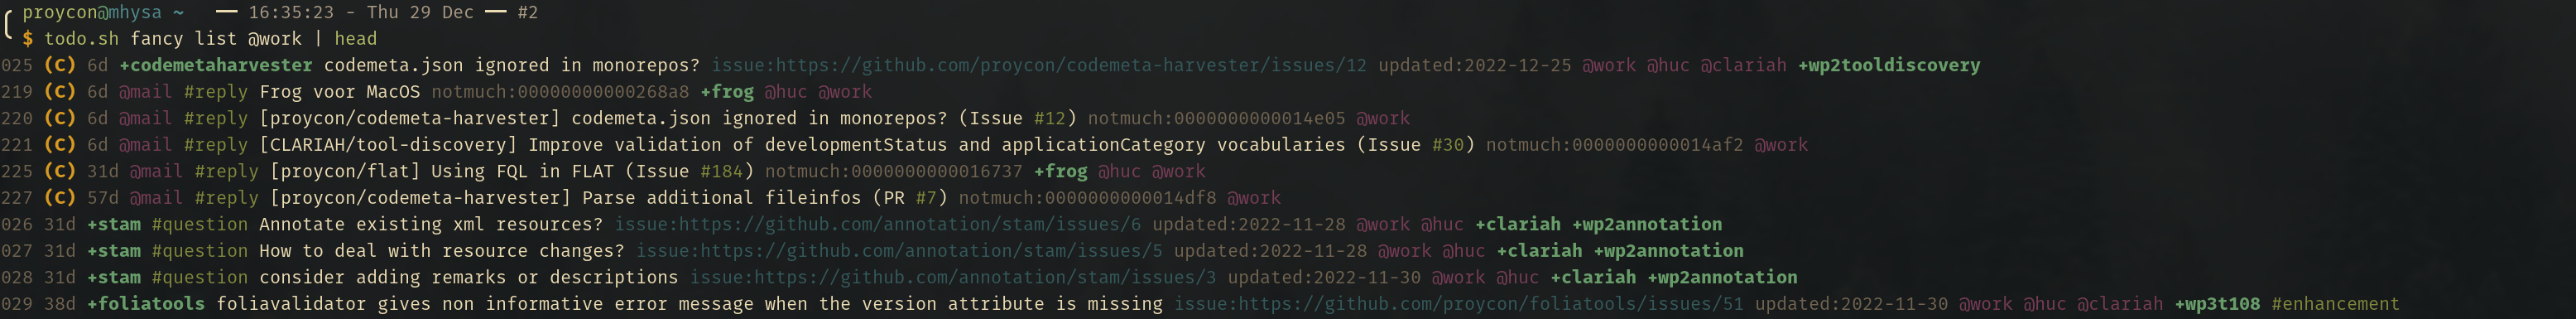 proycon@mhysa ~ — 16:35:23 - Thu 29 Dec — #2
$ todo.sh fancy list @work | head
025 (C) 6d +codemetaharvester codemeta.json ignored in monorepos? issue:https://github.com/proycon/codemeta-harvester/issues/12 updated:2022-12-25 @work @huc @clariah +wp2tooldiscovery
219 (C) 6d @mail #reply Frog voor MacOS notmuch:00000000000268a8 +frog @huc @work
220 (C) 6d @mail #reply [proycon/codemeta-harvester] codemeta.json ignored in monorepos? (Issue #12) notmuch:0000000000014e05 @work
221 (C) 6d @mail #reply [CLARIAH/tool-discovery] Improve validation of developmentStatus and applicationCategory vocabularies (Issue #30) notmuch:0000000000014af2 @work
225 (C) 31d @mail #reply [proycon/flat] Using FQL in FLAT (Issue #184) notmuch:0000000000016737 +frog @huc @work
227 (C) 57d @mail #reply [proycon/codemeta-harvester] Parse additional fileinfos (PR #7) notmuch:0000000000014df8 @work
026 31d +stam #question Annotate existing xml resources? issue:https://github.com/annotation/stam/issues/6 updated:2022-11-28 @work @huc +clariah +wp2annotation
027 31d +stam #question How to deal with resource changes? issue:https://github.com/annotation/stam/issues/5 updated:2022-11-28 @work @huc +clariah +wp2annotation
028 31d +stam #question consider adding remarks or descriptions issue:https://github.com/annotation/stam/issues/3 updated:2022-11-30 @work @huc +clariah +wp2annotation
029 38d +foliatools foliavalidator gives non informative error message when the version attribute is missing issue:https://github.com/proycon/foliatools/issues/51 updated:2022-11-30 @work @huc @clariah +wp3t108 #enhancement